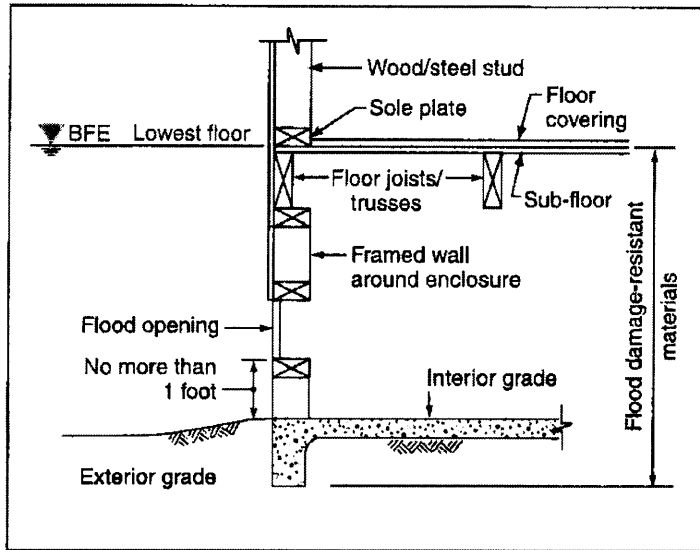 Wood/steel stud
Sole plate
Floor
covering
BFE Lowest floor
Floor joists/
trusses
Sub-floor
Framed wall
around enclosure
Flood opening
No more than
1 foot
Interior grade
Exterior grade
Flood damage-resistant
materials